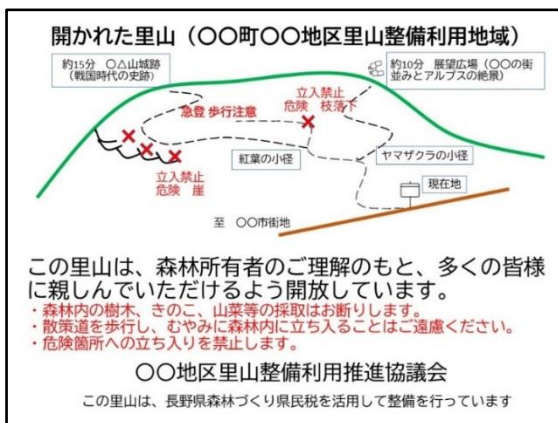 開かれた里山（〇〇町〇〇地区里山整備利用地域）
約15分　〇△山城跡
（戦国時代の史跡）
約10分　展望広場（〇〇の街
並みとアルプスの絶景）
立入禁止
危険　枝落下
急登 歩行注意
紅葉の小径
ヤマザクラの小径
立入禁止
危険　崖
現在地
至　〇〇市街地
この里山は、森林所有者のご理解のもと、多くの皆様
に親しんでいただけるよう開放しています。
・森林内の樹木、きのこ、山菜等の採取はお断りします。
・散策道を歩行し、むやみに森林内に立ち入ることはご遠慮ください。
・危険箇所への立ち入りを禁止します。
〇〇地区里山整備利用推進協議会
この里山は、長野県森林づくり県民税を活用して整備を行っています